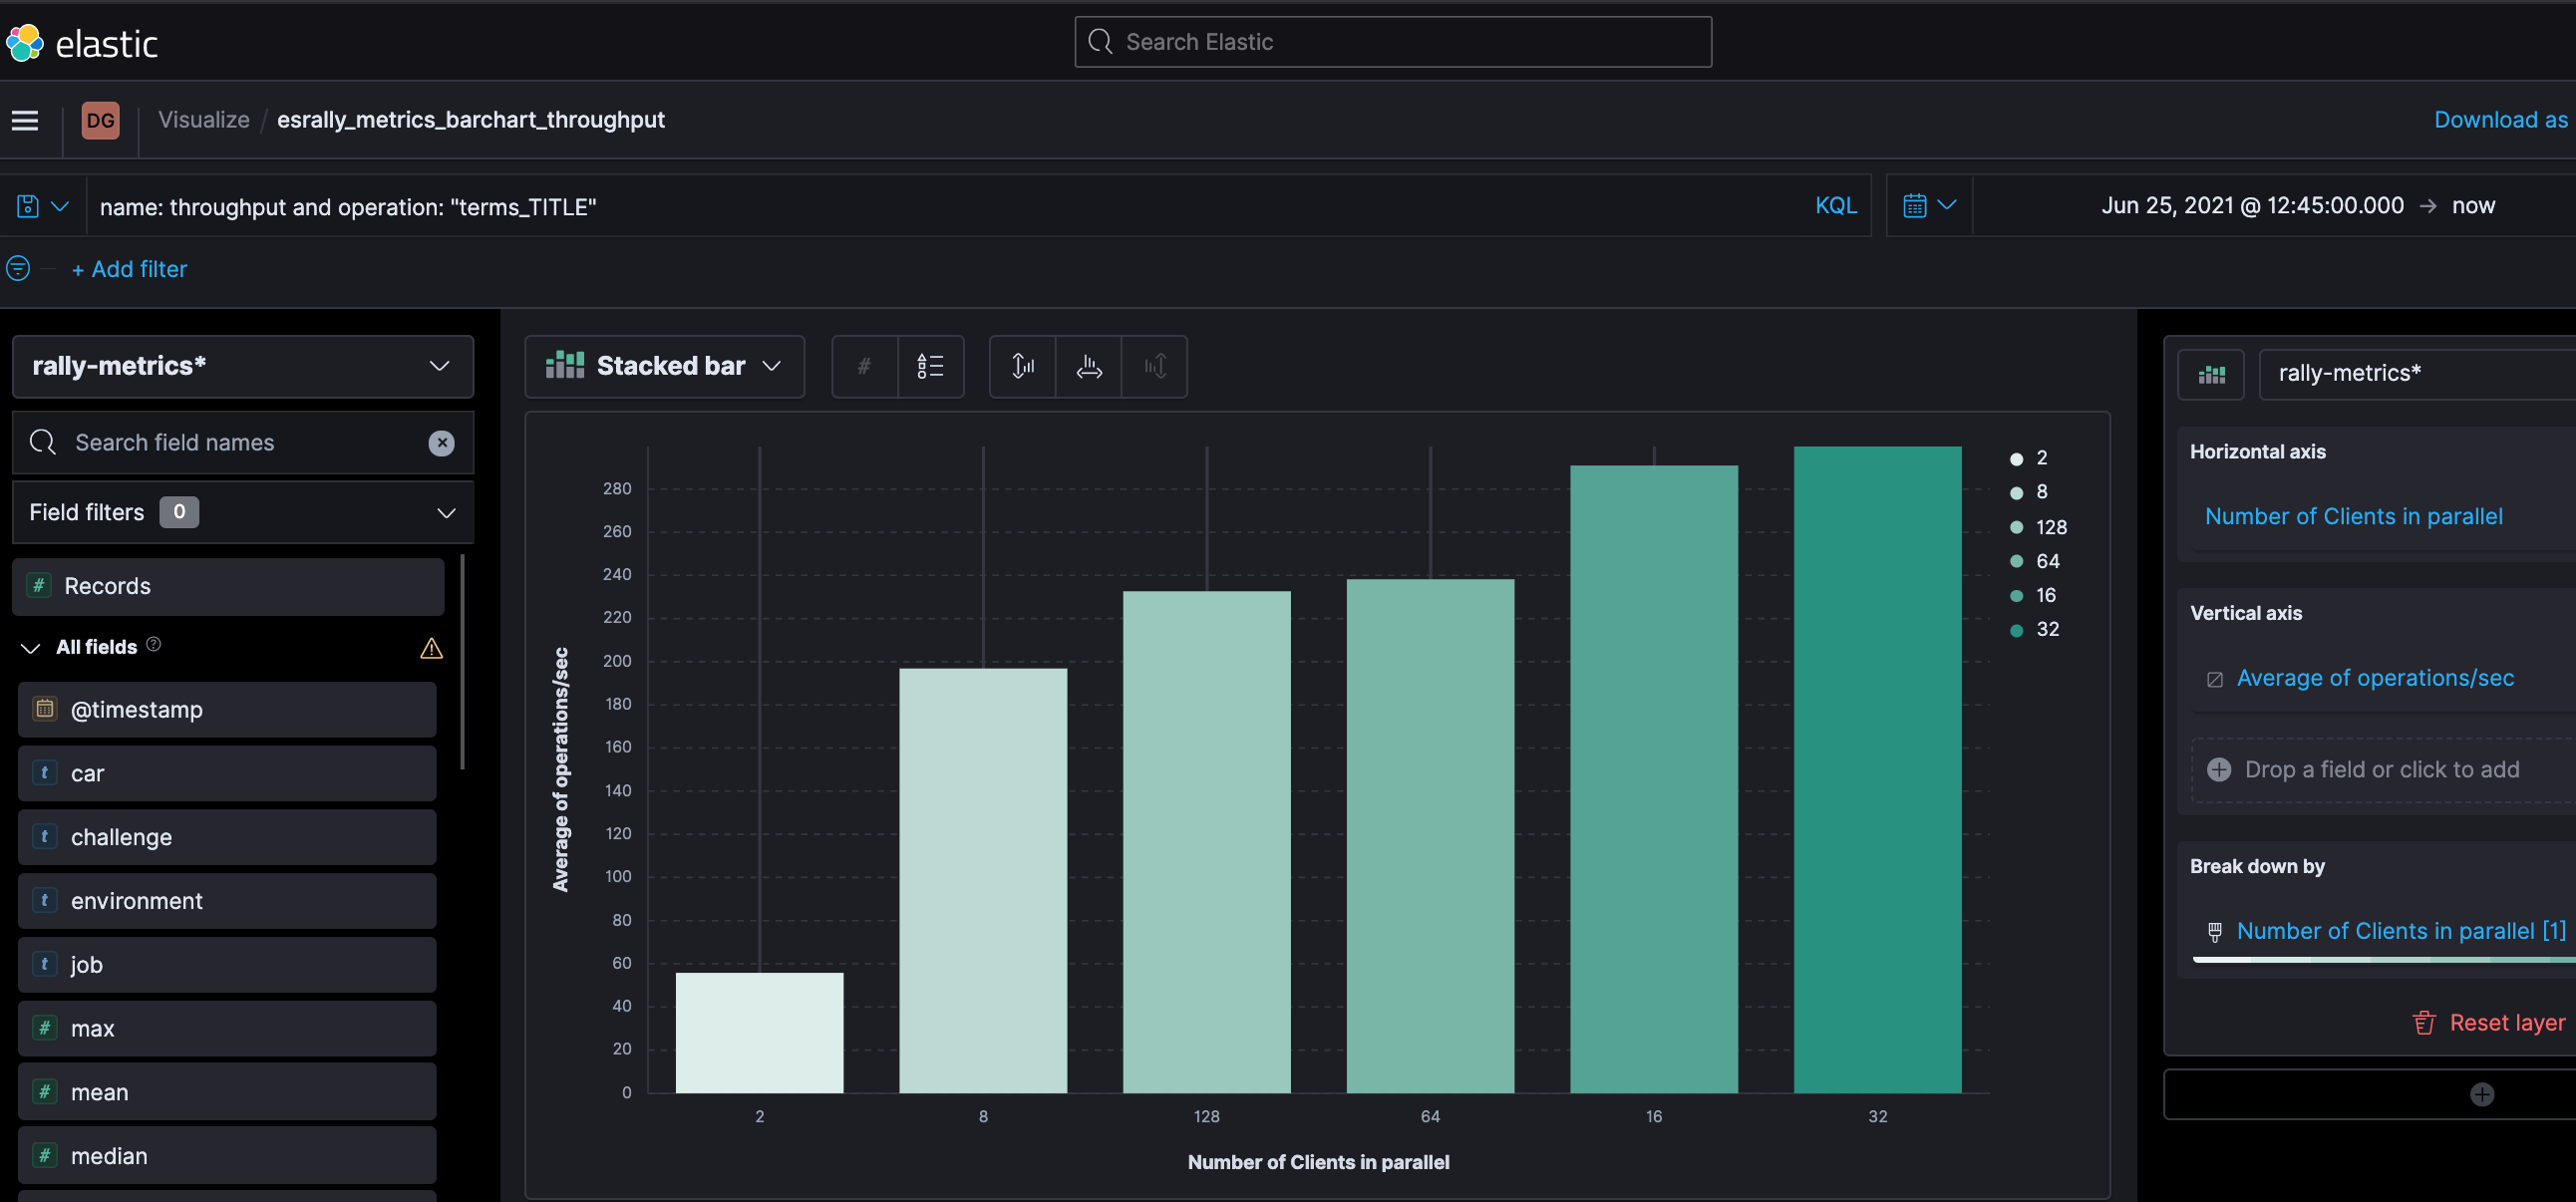 elastic
Search Elastic
DG
Visualize / esrally_metrics_barchart_throughput
Download as
name: throughput and operation: "terms_TITLE"
KQL
Jun 25, 2021 @ 12:45:00.000 → now
+ Add filter
rally-metrics*
Search field names
Field filters 0
# Records
All fields
@timestamp
t car
t challenge
t environment
t job
# max
# mean
# median
Stacked bar
#
Average of operations/sec
280
260
240
220
200
180
160
140
120
100
80
60
40
20
0
2 8 128 64 16 32
Number of Clients in parallel
2
8
128
64
16
32
rally-metrics*
Horizontal axis
Number of Clients in parallel
Vertical axis
Average of operations/sec
Drop a field or click to add
Break down by
Number of Clients in parallel [1]
Reset layer